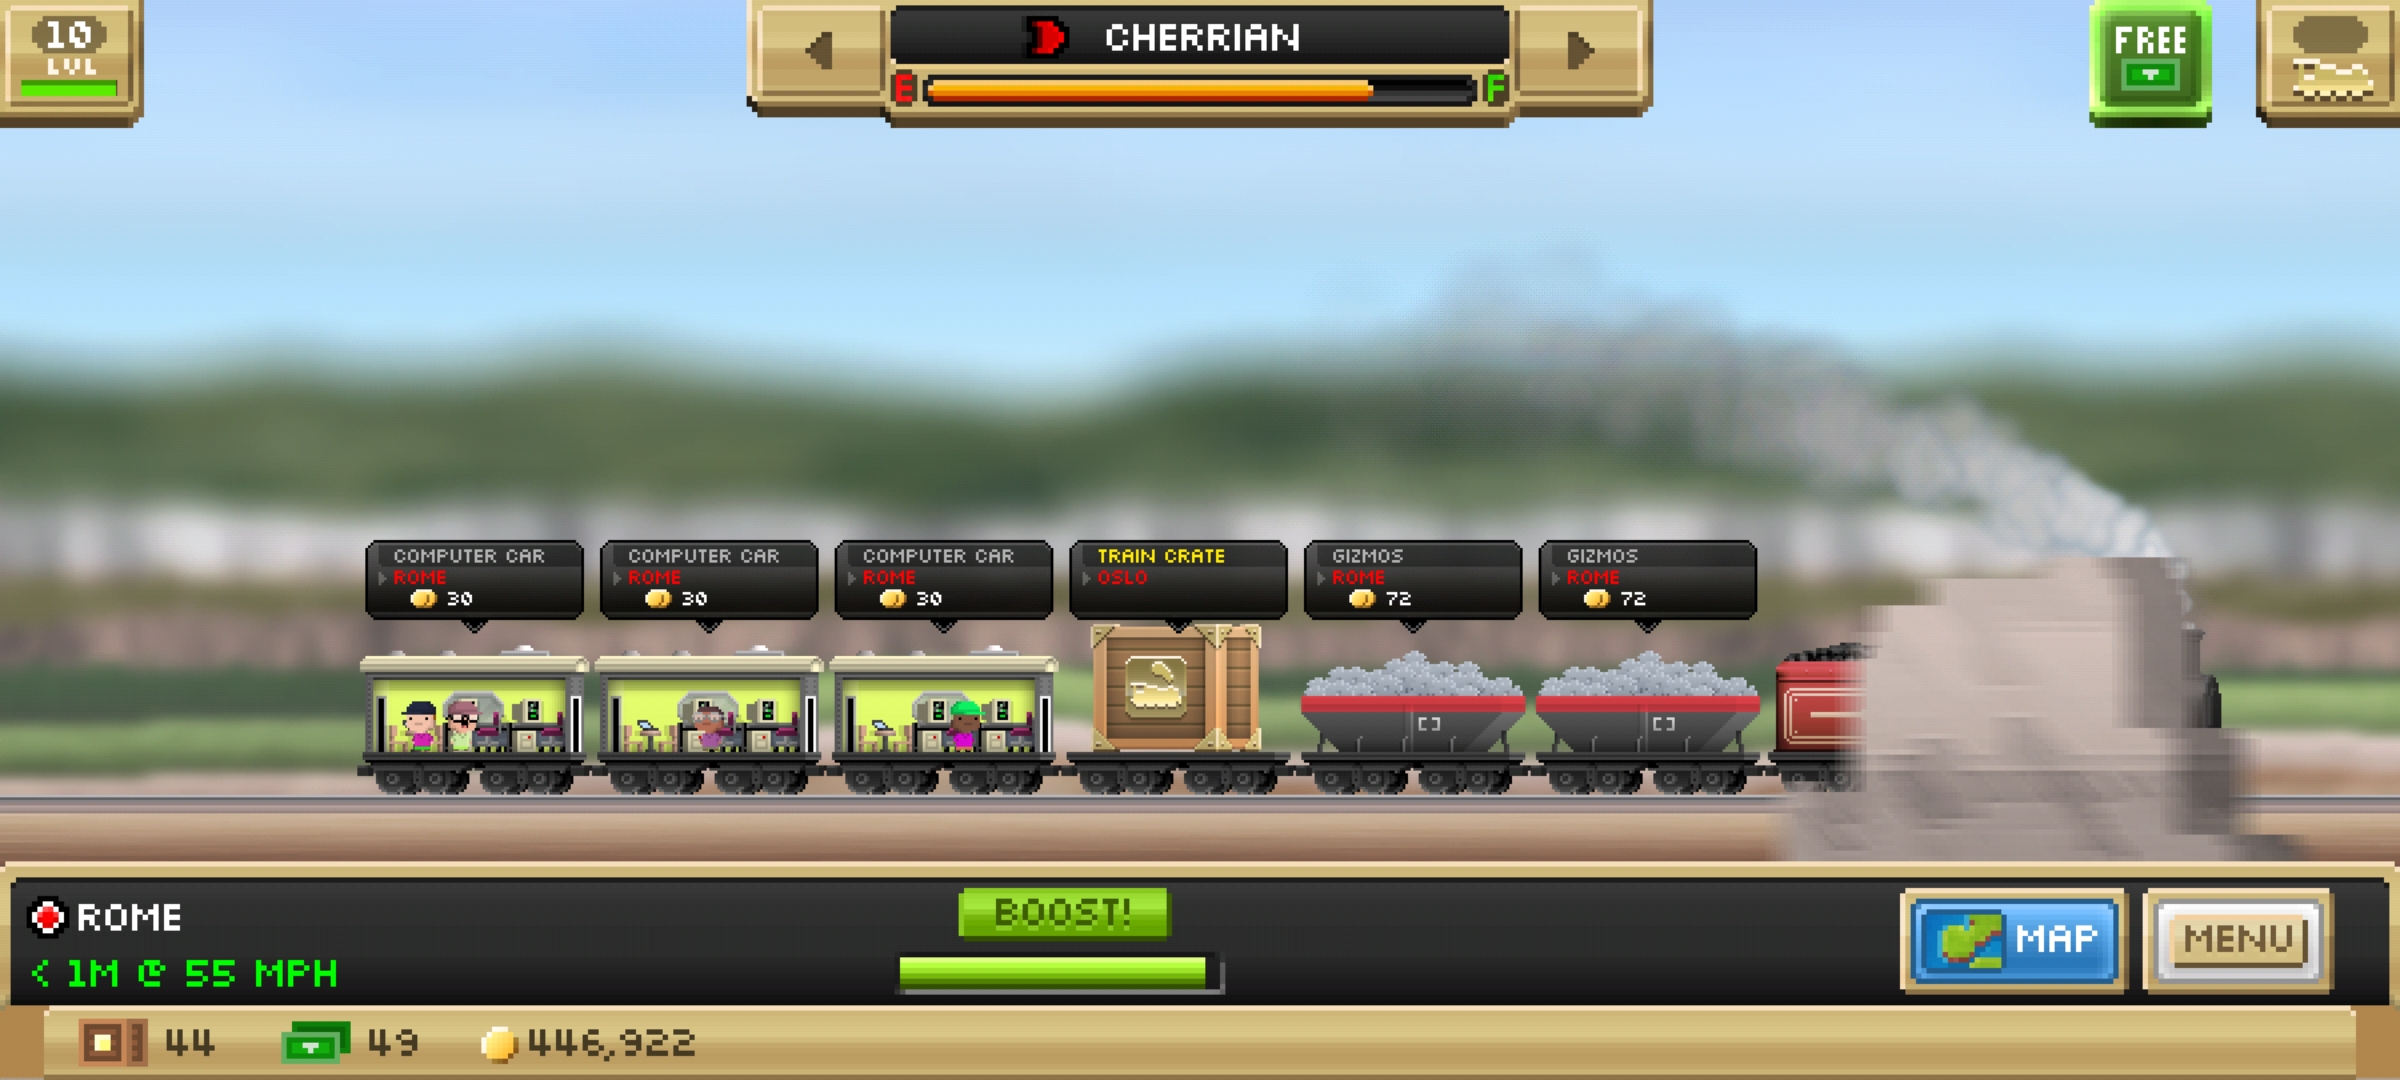 10
LVL
CHERRIAN
E F
FREE
COMPUTER CAR
ROME
30
COMPUTER CAR
ROME
30
COMPUTER CAR
ROME
30
TRAIN CRATE
OSLO
GIZMOS
ROME
72
GIZMOS
ROME
72
ROME
< 1M @ 55 MPH
BOOST!
MAP
MENU
44
49
446,922